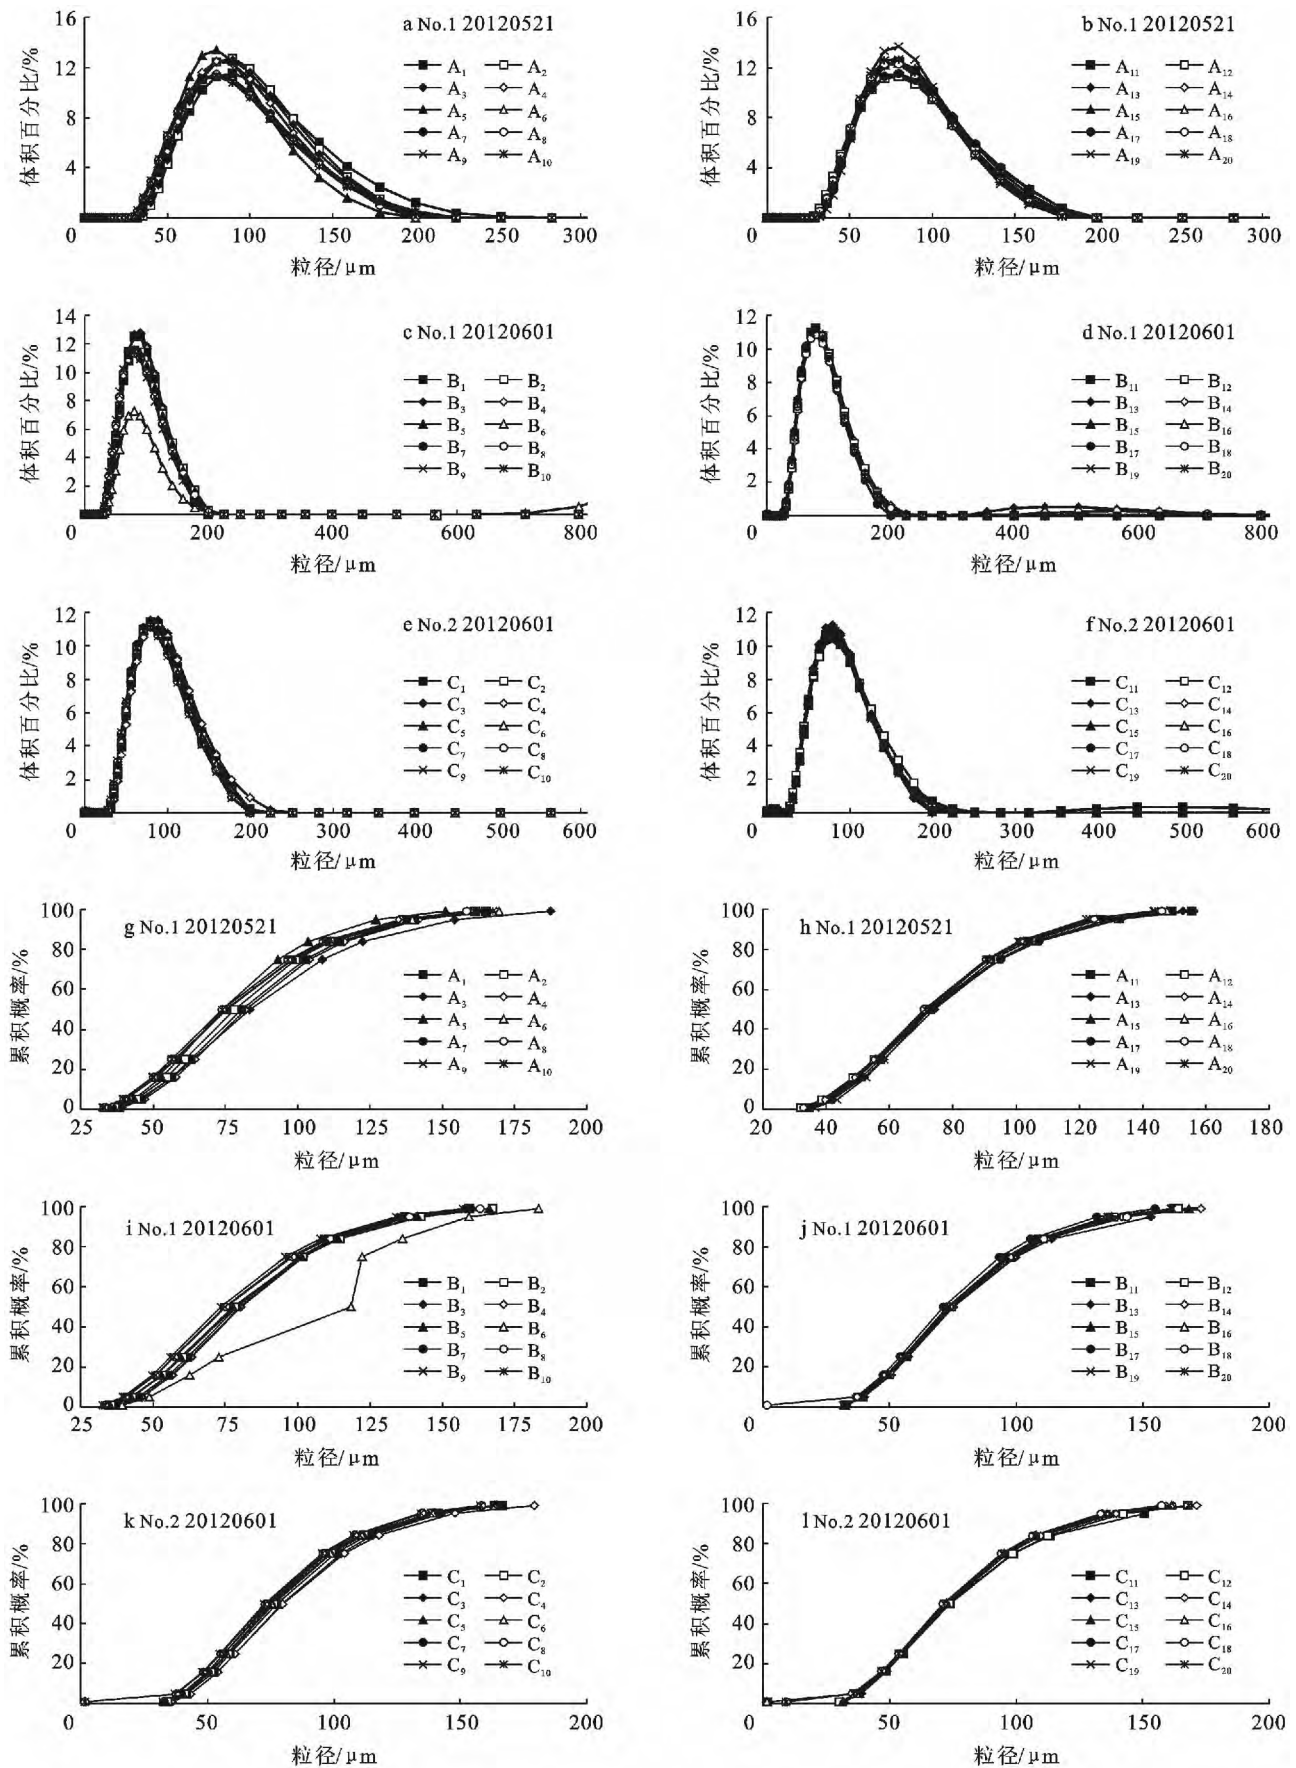 a No.1 20120521
16
12
8
4
0 50 100 150 200 250 300
体积百分比/%
粒径/μm
A₁ A₂
A₃ A₄
A₅ A₆
A₇ A₈
A₉ A₁₀
b No.1 20120521
16
12
8
4
0 50 100 150 200 250 300
体积百分比/%
粒径/μm
A₁₁ A₁₂
A₁₃ A₁₄
A₁₅ A₁₆
A₁₇ A₁₈
A₁₉ A₂₀
c No.1 20120601
14
12
10
8
6
4
2
0 200 400 600 800
体积百分比/%
粒径/μm
B₁ B₂
B₃ B₄
B₅ B₆
B₇ B₈
B₉ B₁₀
d No.1 20120601
12
10
8
6
4
2
0 200 400 600 800
体积百分比/%
粒径/μm
B₁₁ B₁₂
B₁₃ B₁₄
B₁₅ B₁₆
B₁₇ B₁₈
B₁₉ B₂₀
e No.2 20120601
12
10
8
6
4
2
0 100 200 300 400 500 600
体积百分比/%
粒径/μm
C₁ C₂
C₃ C₄
C₅ C₆
C₇ C₈
C₉ C₁₀
f No.2 20120601
12
10
8
6
4
2
0 100 200 300 400 500 600
体积百分比/%
粒径/μm
C₁₁ C₁₂
C₁₃ C₁₄
C₁₅ C₁₆
C₁₇ C₁₈
C₁₉ C₂₀
g No.1 20120521
100
80
60
40
20
0
25 50 75 100 125 150 175 200
累积概率/%
粒径/μm
A₁ A₂
A₃ A₄
A₅ A₆
A₇ A₈
A₉ A₁₀
h No.1 20120521
100
80
60
40
20
0
20 40 60 80 100 120 140 160 180
累积概率/%
粒径/μm
A₁₁ A₁₂
A₁₃ A₁₄
A₁₅ A₁₆
A₁₇ A₁₈
A₁₉ A₂₀
i No.1 20120601
100
80
60
40
20
0
25 50 75 100 125 150 175 200
累积概率/%
粒径/μm
B₁ B₂
B₃ B₄
B₅ B₆
B₇ B₈
B₉ B₁₀
j No.1 20120601
100
80
60
40
20
0 50 100 150 200
累积概率/%
粒径/μm
B₁₁ B₁₂
B₁₃ B₁₄
B₁₅ B₁₆
B₁₇ B₁₈
B₁₉ B₂₀
k No.2 20120601
100
80
60
40
20
0 50 100 150 200
累积概率/%
粒径/μm
C₁ C₂
C₃ C₄
C₅ C₆
C₇ C₈
C₉ C₁₀
l No.2 20120601
100
80
60
40
20
0 50 100 150 200
累积概率/%
粒径/μm
C₁₁ C₁₂
C₁₃ C₁₄
C₁₅ C₁₆
C₁₇ C₁₈
C₁₉ C₂₀